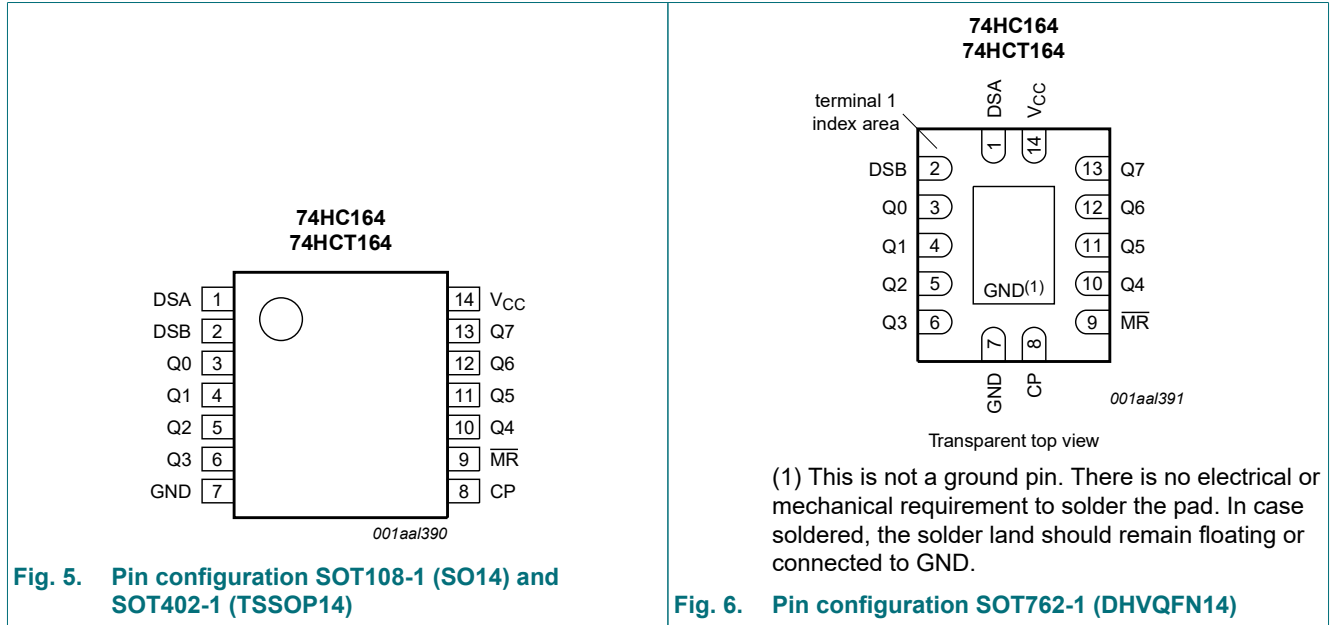 74HC164
74HCT164
DSA 1
DSB 2
Q0 3
Q1 4
Q2 5
Q3 6
GND 7
14 VCC
13 Q7
12 Q6
11 Q5
10 Q4
9 M̅R̅
8 CP
001aal390
Fig. 5. Pin configuration SOT108-1 (SO14) and
SOT402-1 (TSSOP14)
74HC164
74HCT164
terminal 1
index area
DSA
VCC
1
14
DSB 2
Q0 3
Q1 4
Q2 5
Q3 6
13 Q7
12 Q6
11 Q5
10 Q4
9 M̅R̅
GND(1)
7
8
GND
CP
001aal391
Transparent top view
(1) This is not a ground pin. There is no electrical or
mechanical requirement to solder the pad. In case
soldered, the solder land should remain floating or
connected to GND.
Fig. 6. Pin configuration SOT762-1 (DHVQFN14)